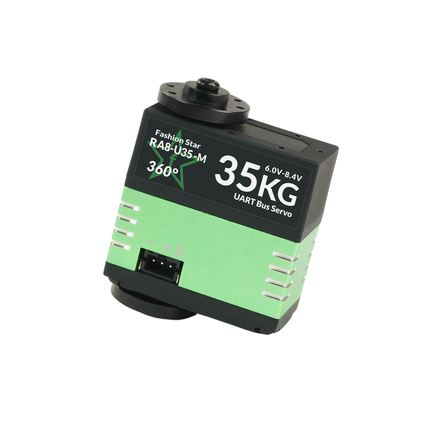 Fashion Star
RA8-U35-M
360°
35KG
6.0V-8.4V
UART Bus Servo